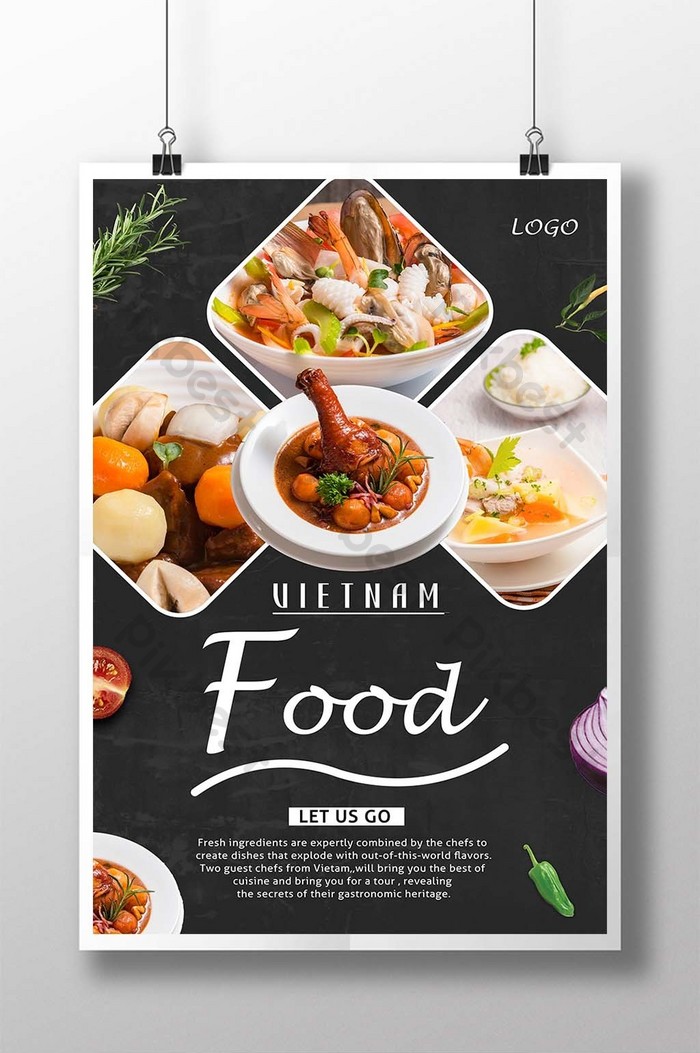 LOGO
VIETNAM
Food
LET US GO
Fresh ingredients are expertly combined by the chefs to
create dishes that explode with out-of-this-world flavors.
Two guest chefs from Vietam,,will bring you the best of
cuisine and bring you for a tour , revealing
the secrets of their gastronomic heritage.